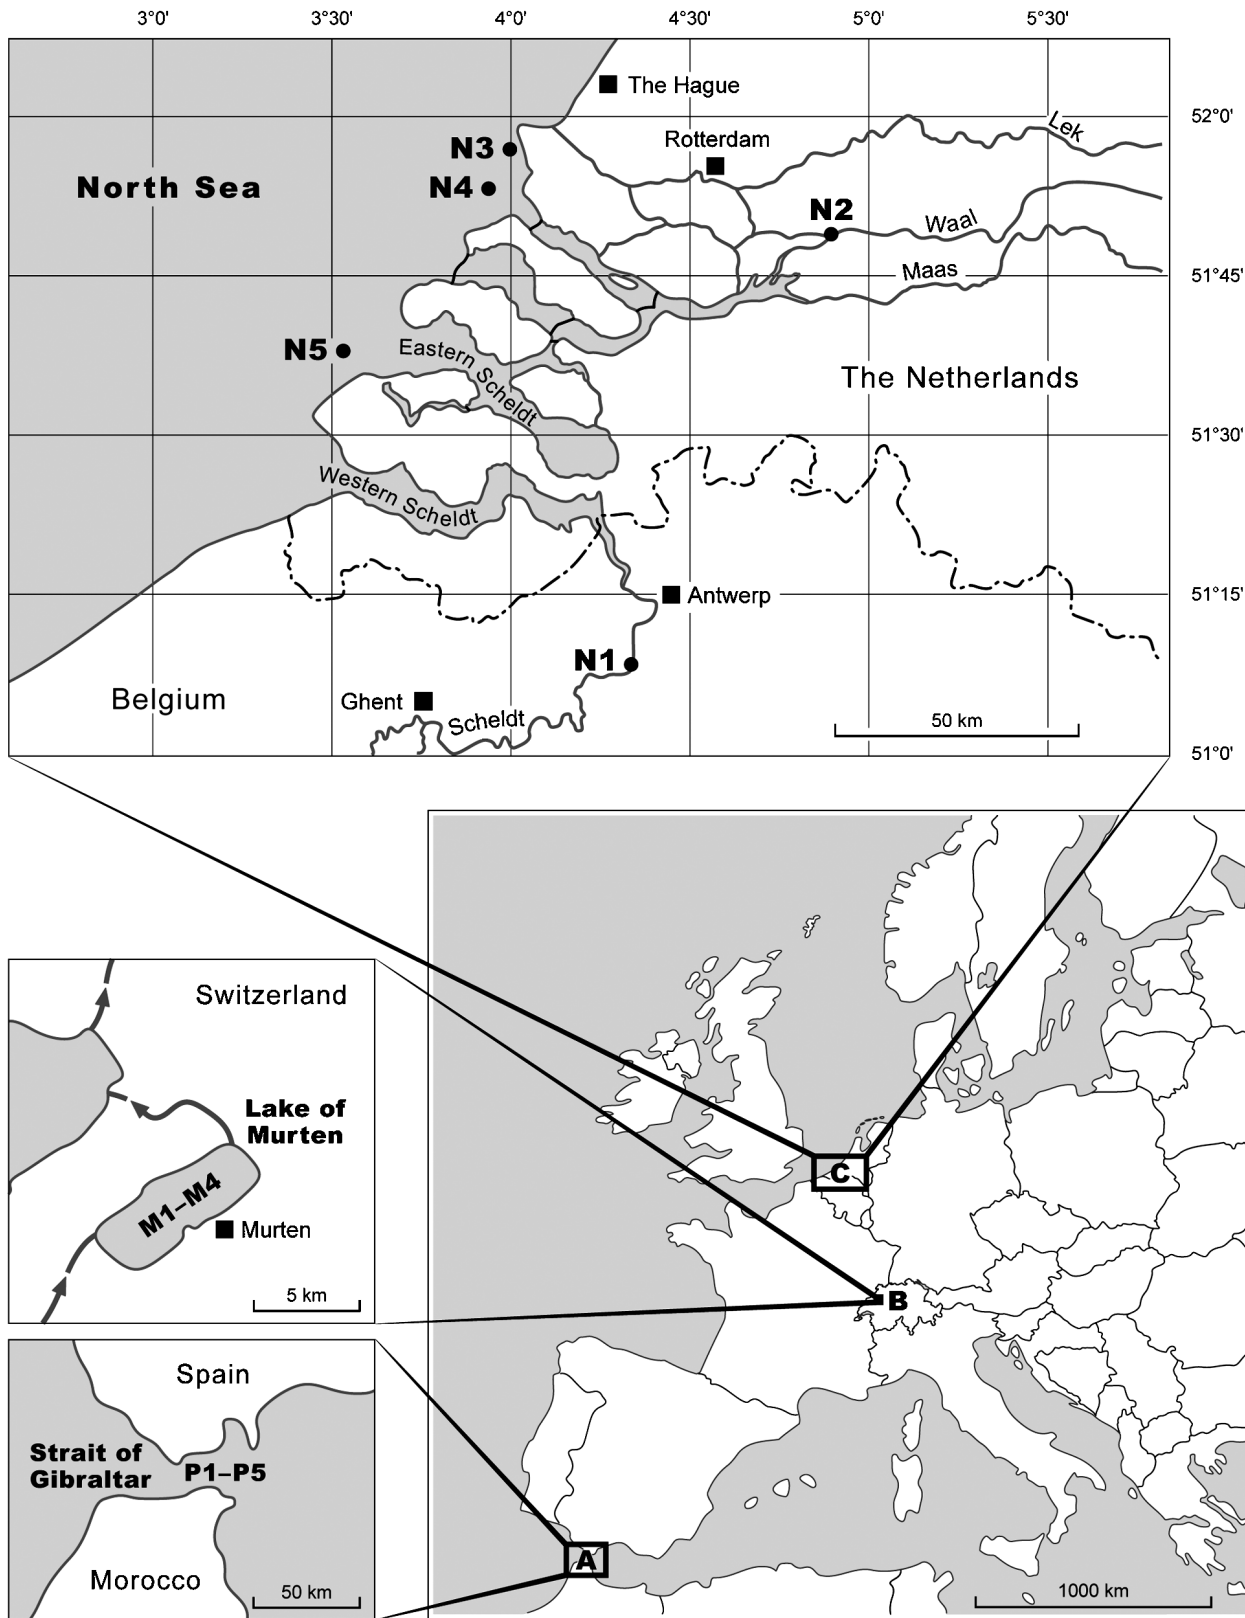 3°0'
3°30'
4°0'
4°30'
5°0'
5°30'
The Hague
52°0'
Lek
Rotterdam
N3
N4
North Sea
N2
Waal
Maas
51°45'
N5
Eastern Scheldt
The Netherlands
51°30'
Western Scheldt
Antwerp
51°15'
N1
Belgium
Ghent
Scheldt
50 km
51°0'
Switzerland
Lake of
Murten
M1–M4
Murten
5 km
C
B
Spain
Strait of
Gibraltar
P1–P5
Morocco
50 km
A
1000 km